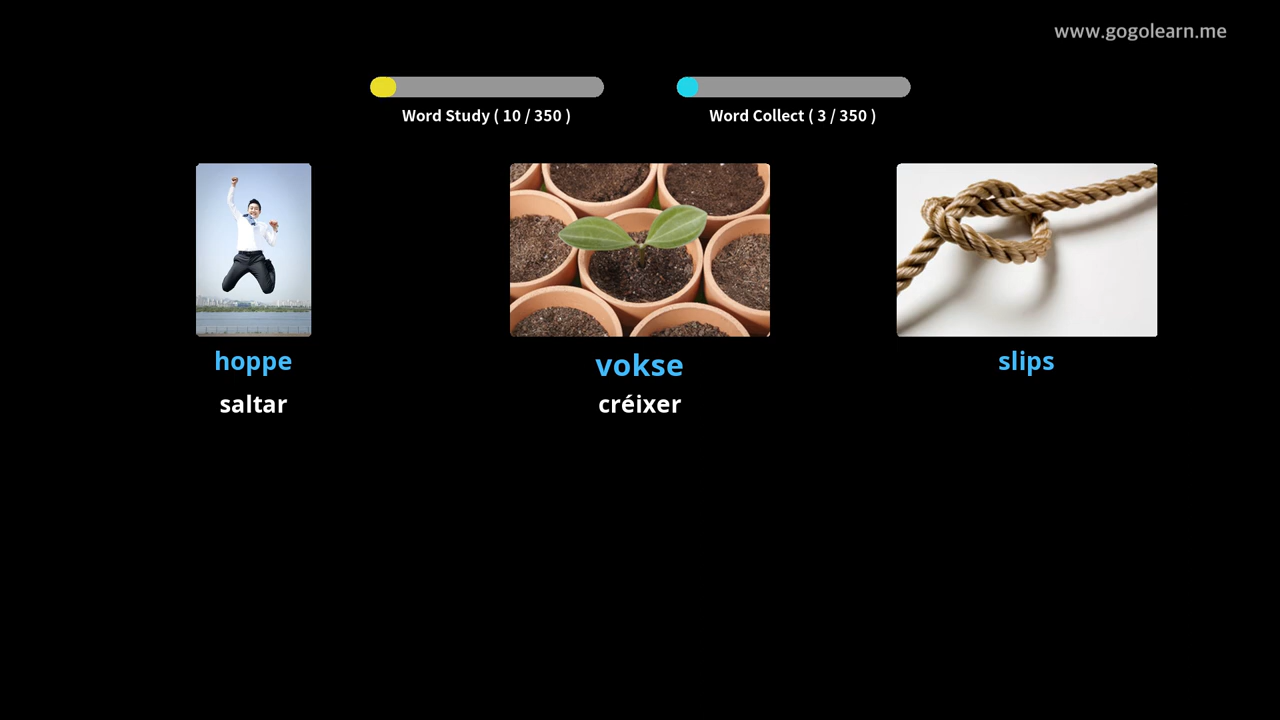 www.gogolearn.me
Word Study ( 10 / 350 )
Word Collect ( 3 / 350 )
hoppe
saltar
vokse
créixer
slips